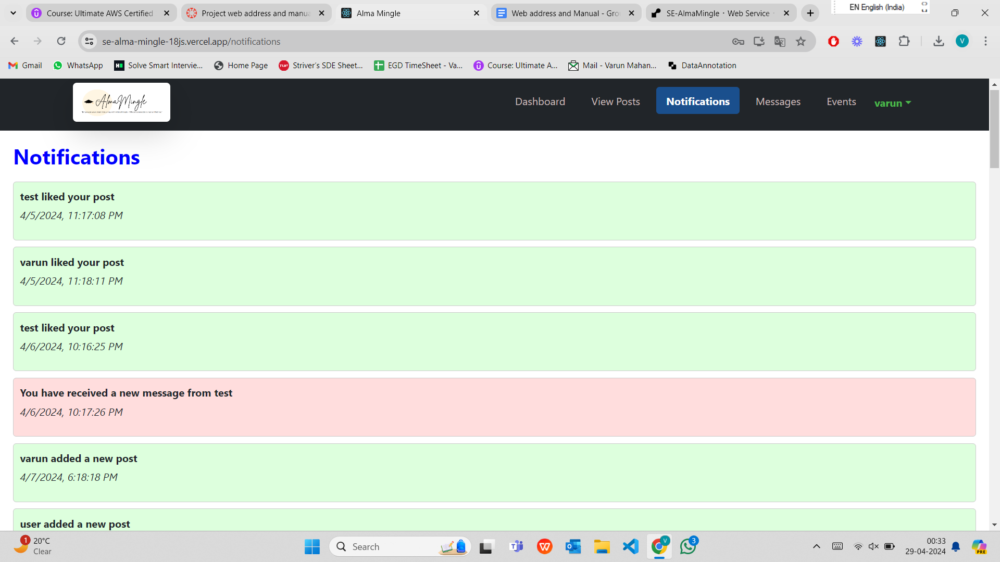 Course: Ultimate AWS Certified
Project web address and manua
Alma Mingle
Web address and Manual - Gro
SE-AlmaMingle · Web Service ·
EN English (India)
se-alma-mingle-18js.vercel.app/notifications
V
Gmail
WhatsApp
Solve Smart Intervie...
Home Page
Striver's SDE Sheet...
EGD TimeSheet - Va...
Course: Ultimate A...
Mail - Varun Mahan...
DataAnnotation
AlmaMingle
Dashboard
View Posts
Notifications
Messages
Events
varun
Notifications
test liked your post
4/5/2024, 11:17:08 PM
varun liked your post
4/5/2024, 11:18:11 PM
test liked your post
4/6/2024, 10:16:25 PM
You have received a new message from test
4/6/2024, 10:17:26 PM
varun added a new post
4/7/2024, 6:18:18 PM
user added a new post
1
20°C
Clear
Search
V
3
00:33
29-04-2024
PRE